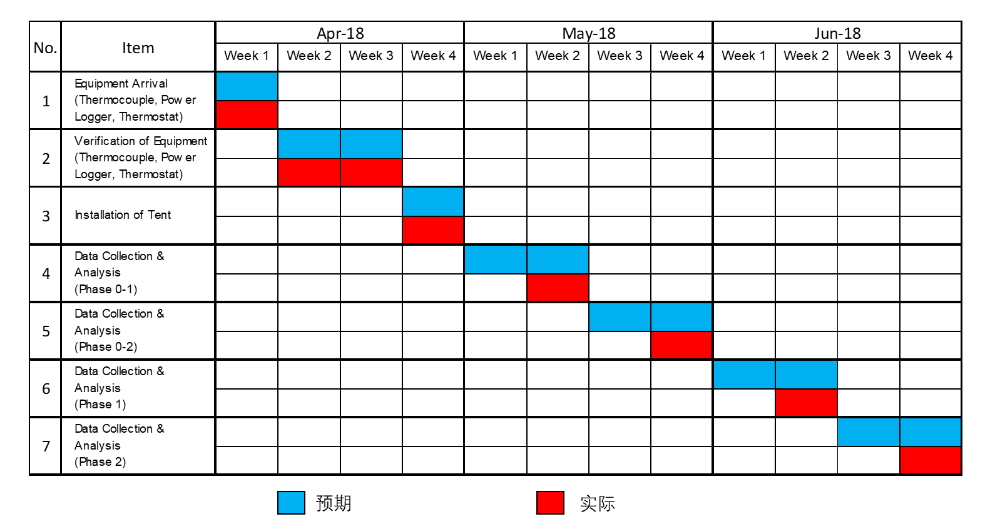 No. Item Apr-18 May-18 Jun-18
Week 1 Week 2 Week 3 Week 4 Week 1 Week 2 Week 3 Week 4 Week 1 Week 2 Week 3 Week 4
1
Equipment Arrival
(Thermocouple, Power
Logger, Thermostat)
2
Verification of Equipment
(Thermocouple, Power
Logger, Thermostat)
3
Installation of Tent
4
Data Collection &
Analysis
(Phase 0-1)
5
Data Collection &
Analysis
(Phase 0-2)
6
Data Collection &
Analysis
(Phase 1)
7
Data Collection &
Analysis
(Phase 2)
预期 实际